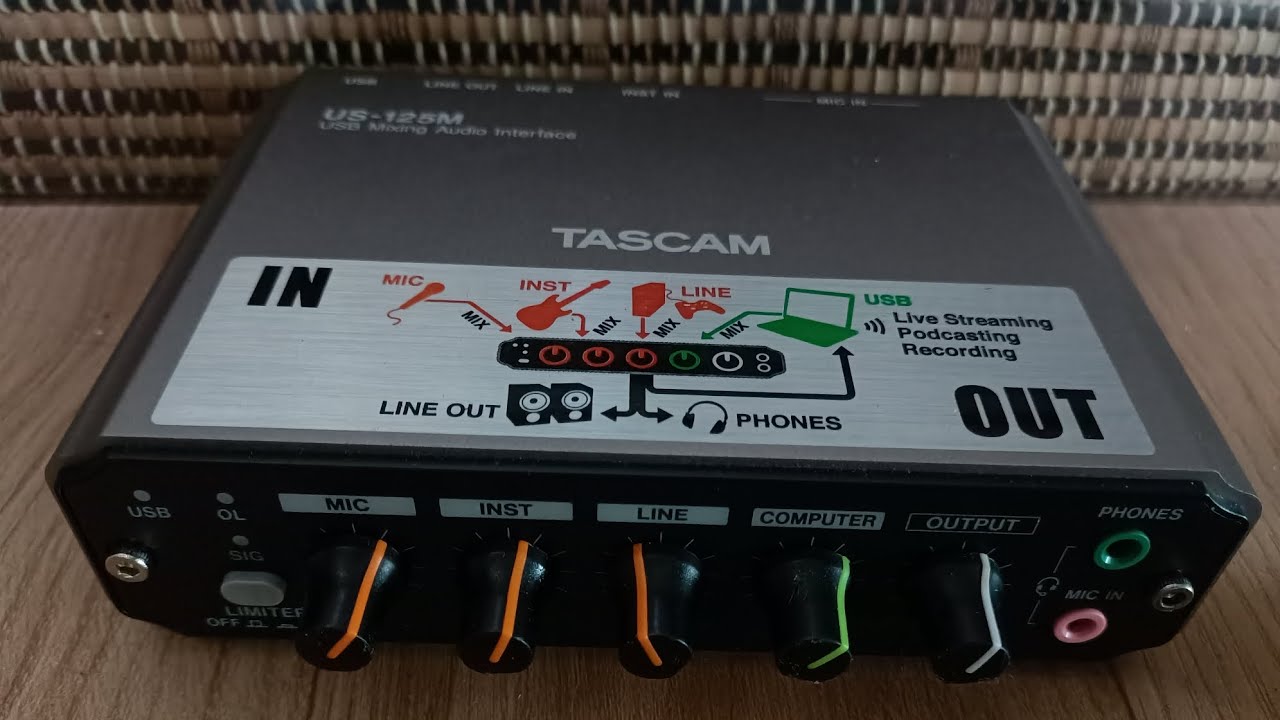 USB LINE OUT LINE IN INST IN MIC IN
US-125M
USB Mixing Audio Interface
TASCAM
IN
MIC
INST
LINE
USB
MIX
MIX
MIX
MIX
Live Streaming
Podcasting
Recording
LINE OUT
PHONES
OUT
USB
OL
SIG
LIMITER
OFF
MIC
INST
LINE
COMPUTER
OUTPUT
PHONES
MIC IN